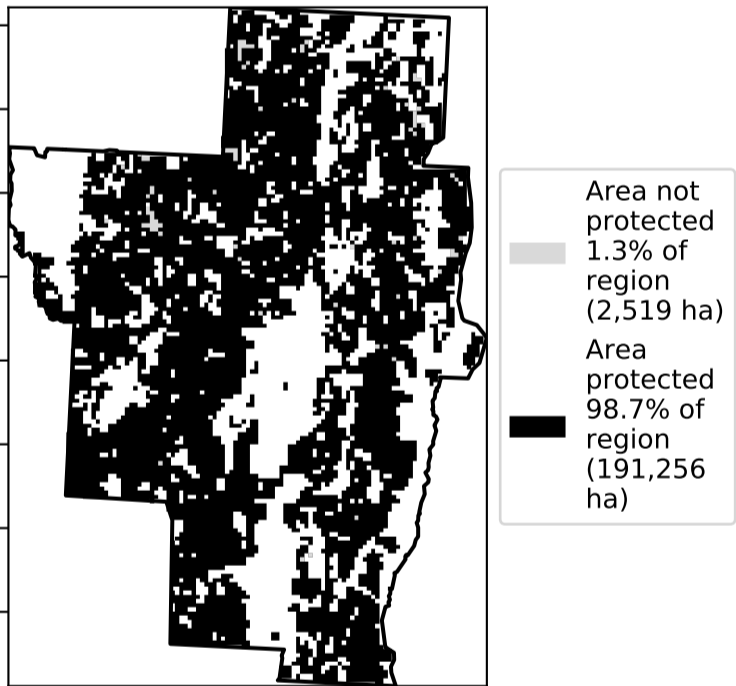 Area not
protected
1.3% of
region
(2,519 ha)
Area
protected
98.7% of
region
(191,256
ha)